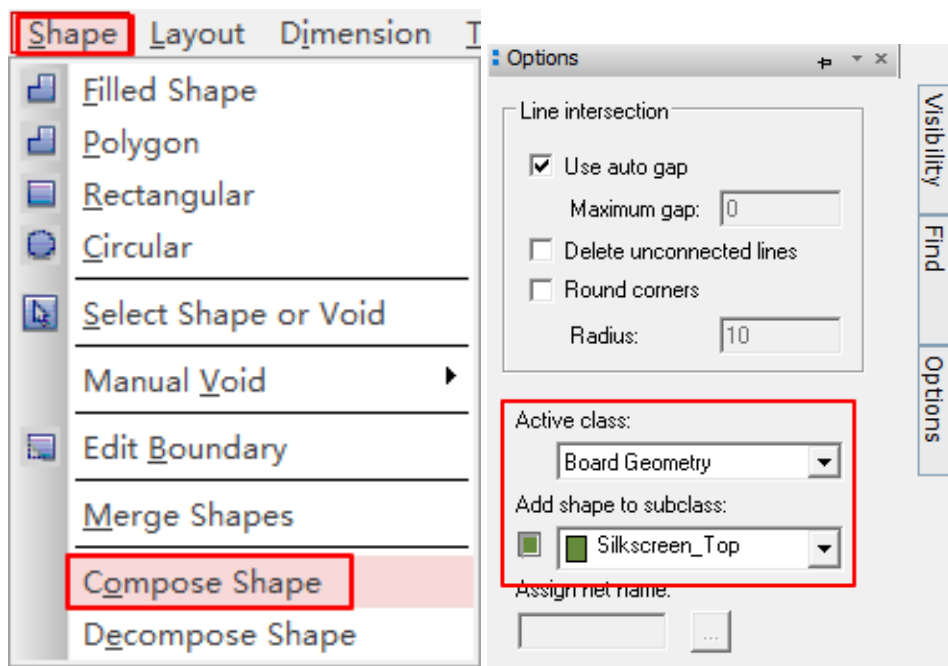 Shape Layout Dimension T
Filled Shape
Polygon
Rectangular
Circular
Select Shape or Void
Manual Void
Edit Boundary
Merge Shapes
Compose Shape
Decompose Shape
Options
Line intersection
Use auto gap
Maximum gap: 0
Delete unconnected lines
Round corners
Radius: 10
Active class:
Board Geometry
Add shape to subclass:
Silkscreen_Top
Assign net name:
...
Visibility
Find
Options